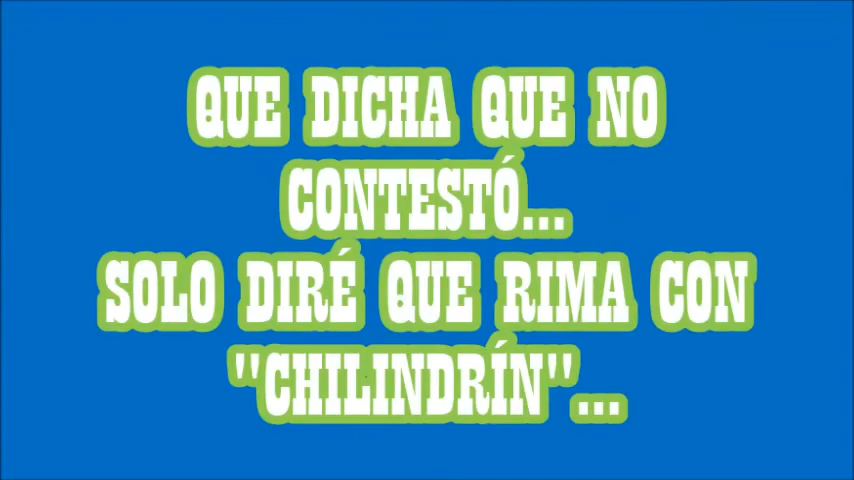 QUE DICHA QUE NO
CONTESTÓ...
SOLO DIRÉ QUE RIMA CON
"CHILINDRÍN"...